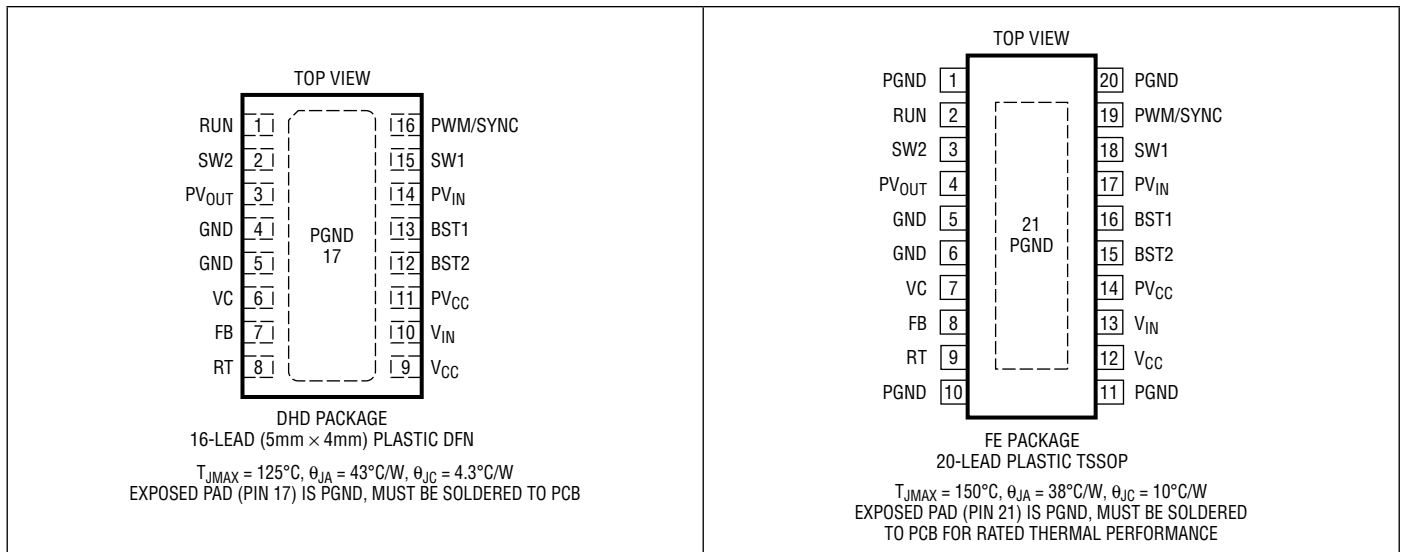 TOP VIEW
RUN 1 16 PWM/SYNC
SW2 2 15 SW1
PVOUT 3 14 PVIN
GND 4 13 BST1
GND 5 12 BST2
VC 6 11 PVCC
FB 7 10 VIN
RT 8 9 VCC
PGND
17
DHD PACKAGE
16-LEAD (5mm × 4mm) PLASTIC DFN
TJMAX = 125°C, θJA = 43°C/W, θJC = 4.3°C/W
EXPOSED PAD (PIN 17) IS PGND, MUST BE SOLDERED TO PCB
TOP VIEW
PGND 1 20 PGND
RUN 2 19 PWM/SYNC
SW2 3 18 SW1
PVOUT 4 17 PVIN
GND 5 16 BST1
GND 6 15 BST2
VC 7 14 PVCC
FB 8 13 VIN
RT 9 12 VCC
PGND 10 11 PGND
21
PGND
FE PACKAGE
20-LEAD PLASTIC TSSOP
TJMAX = 150°C, θJA = 38°C/W, θJC = 10°C/W
EXPOSED PAD (PIN 21) IS PGND, MUST BE SOLDERED
TO PCB FOR RATED THERMAL PERFORMANCE